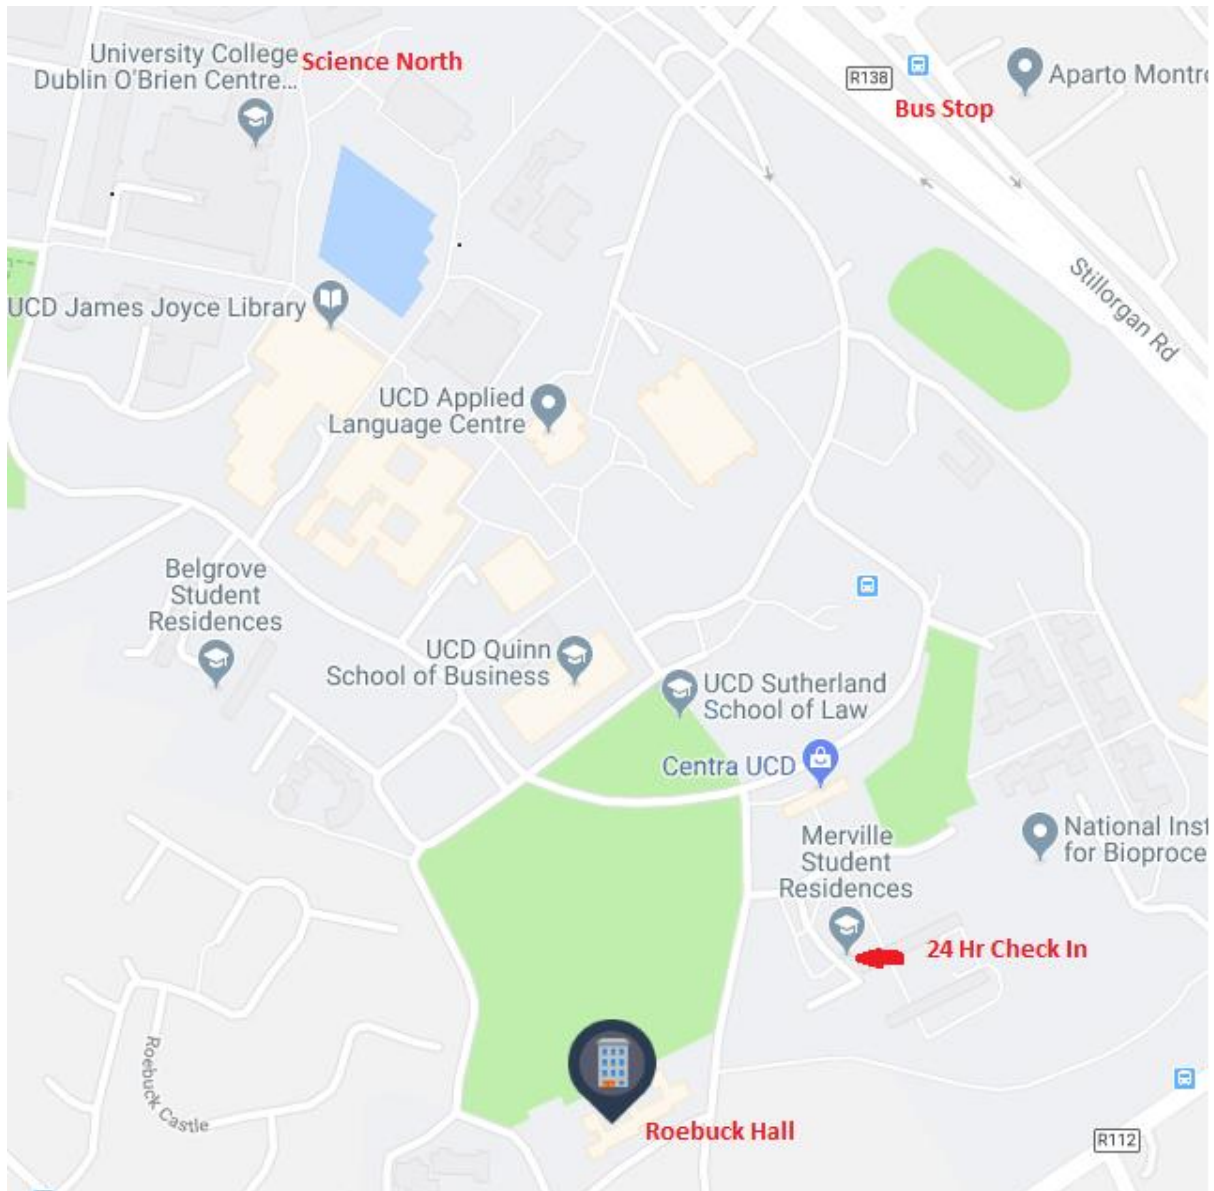 University College
Dublin O'Brien Centre...
Science North
R138
Bus Stop
Aparto Montr
Stillorgan Rd
UCD James Joyce Library
UCD Applied
Language Centre
Belgrove
Student
Residences
UCD Quinn
School of Business
UCD Sutherland
School of Law
Centra UCD
Merville
Student
Residences
National Inst
for Bioproce
24 Hr Check In
Roebuck Castle
Roebuck Hall
R112